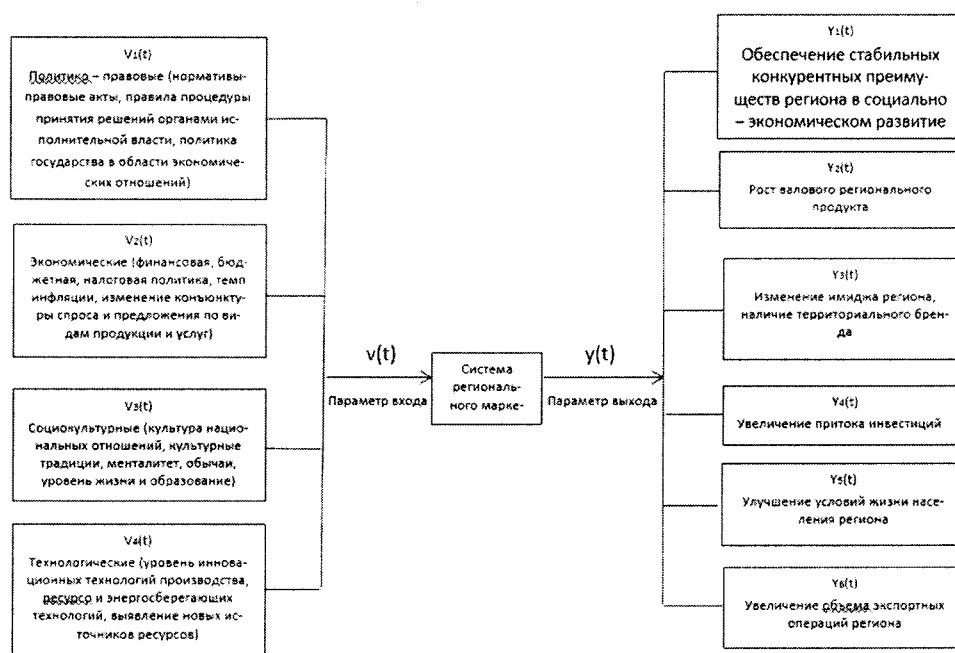 V1(t)
Политико – правовые (нормативы-
правовые акты, правила процедуры
принятия решений органами ис-
полнительной власти, политика
государства в области экономиче-
ских отношений)
V2(t)
Экономические (финансовая, бюд-
жетная, налоговая политика, темп
инфляции, изменение конъюнкту-
ры спроса и предложения по ви-
дам продукции и услуг)
V3(t)
Социокультурные (культура нацио-
нальных отношений, культурные
традиции, менталитет, обычаи,
уровень жизни и образование)
V4(t)
Технологические (уровень иннова-
ционных технологий производства,
ресурсо и энергосберегающих
технологий, выявление новых ис-
точников ресурсов)
v(t)
Параметр входа
Система
региональ-
ного марке-
y(t)
Параметр выхода
Y1(t)
Обеспечение стабильных
конкурентных преиму-
ществ региона в социально
– экономическом развитие
Y2(t)
Рост валового регионального
продукта
Y3(t)
Изменение имиджа региона,
наличие территориального брен-
да
Y4(t)
Увеличение притока инвестиций
Y5(t)
Улучшение условий жизни насе-
ления региона
Y6(t)
Увеличение объема экспортных
операций региона